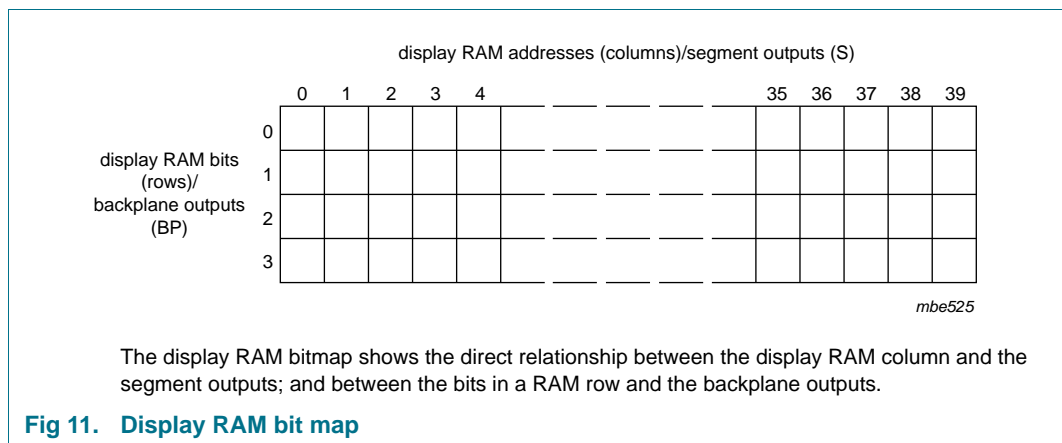 display RAM addresses (columns)/segment outputs (S)
0 1 2 3 4 35 36 37 38 39
0
display RAM bits
(rows)/
backplane outputs
(BP)
1
2
3
mbe525
The display RAM bitmap shows the direct relationship between the display RAM column and the
segment outputs; and between the bits in a RAM row and the backplane outputs.
Fig 11. Display RAM bit map